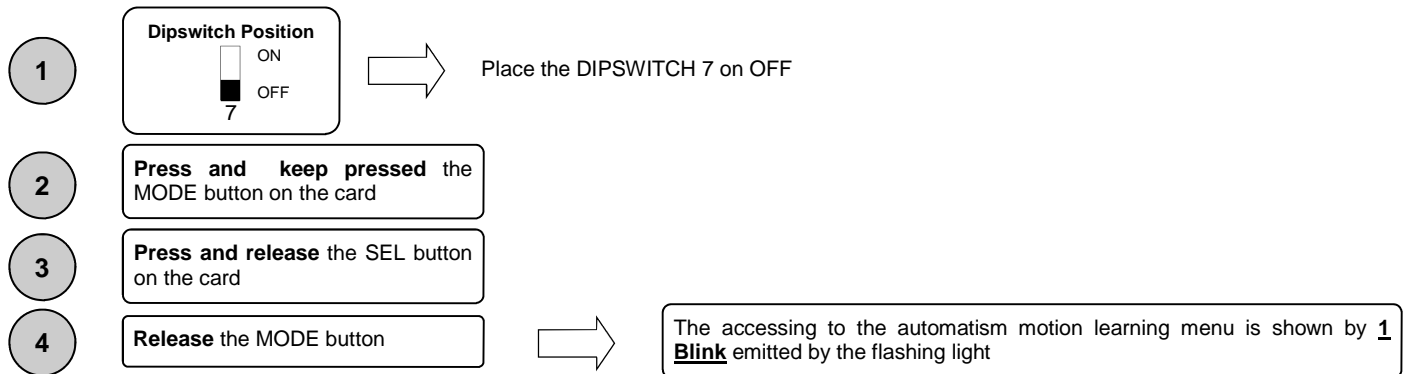 1
Dipswitch Position
ON
OFF
7
Place the DIPSWITCH 7 on OFF
2
Press and keep pressed the
MODE button on the card
3
Press and release the SEL button
on the card
4
Release the MODE button
The accessing to the automatism motion learning menu is shown by 1
Blink emitted by the flashing light